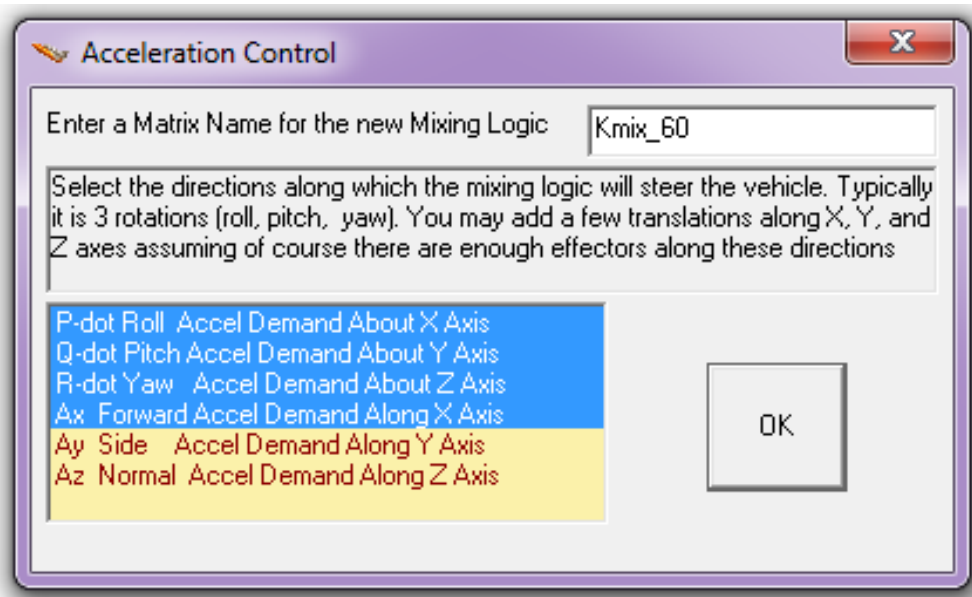 Acceleration Control
Enter a Matrix Name for the new Mixing Logic
Kmix_60
Select the directions along which the mixing logic will steer the vehicle. Typically
it is 3 rotations (roll, pitch, yaw). You may add a few translations along X, Y, and
Z axes assuming of course there are enough effectors along these directions
P-dot Roll Accel Demand About X Axis
Q-dot Pitch Accel Demand About Y Axis
R-dot Yaw Accel Demand About Z Axis
Ax Forward Accel Demand Along X Axis
Ay Side Accel Demand Along Y Axis
Az Normal Accel Demand Along Z Axis
OK